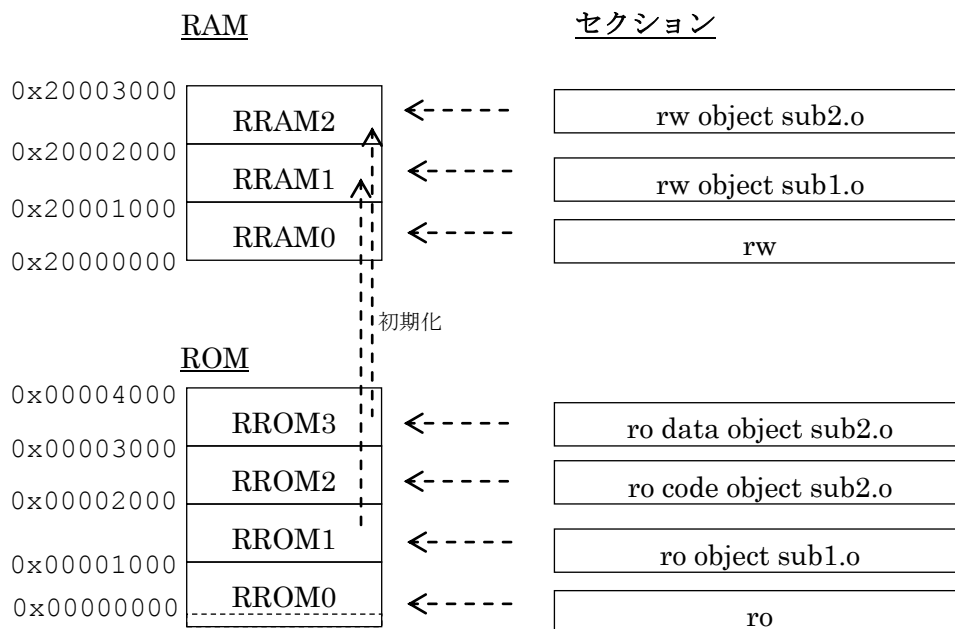 RAM セクション
0x20003000
RRAM2 rw object sub2.o
0x20002000
RRAM1 rw object sub1.o
0x20001000
RRAM0 rw
0x20000000
初期化
ROM
0x00004000
RROM3 ro data object sub2.o
0x00003000
RROM2 ro code object sub2.o
0x00002000
RROM1 ro object sub1.o
0x00001000
RROM0 ro
0x00000000